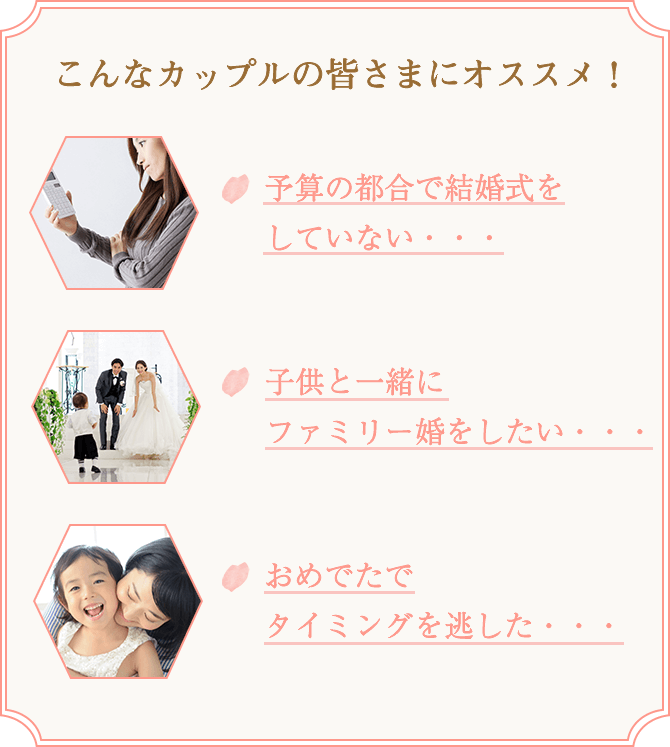 こんなカップルの皆さまにオススメ！
予算の都合で結婚式を
していない・・・
子供と一緒に
ファミリー婚をしたい・・・
おめでたで
タイミングを逃した・・・